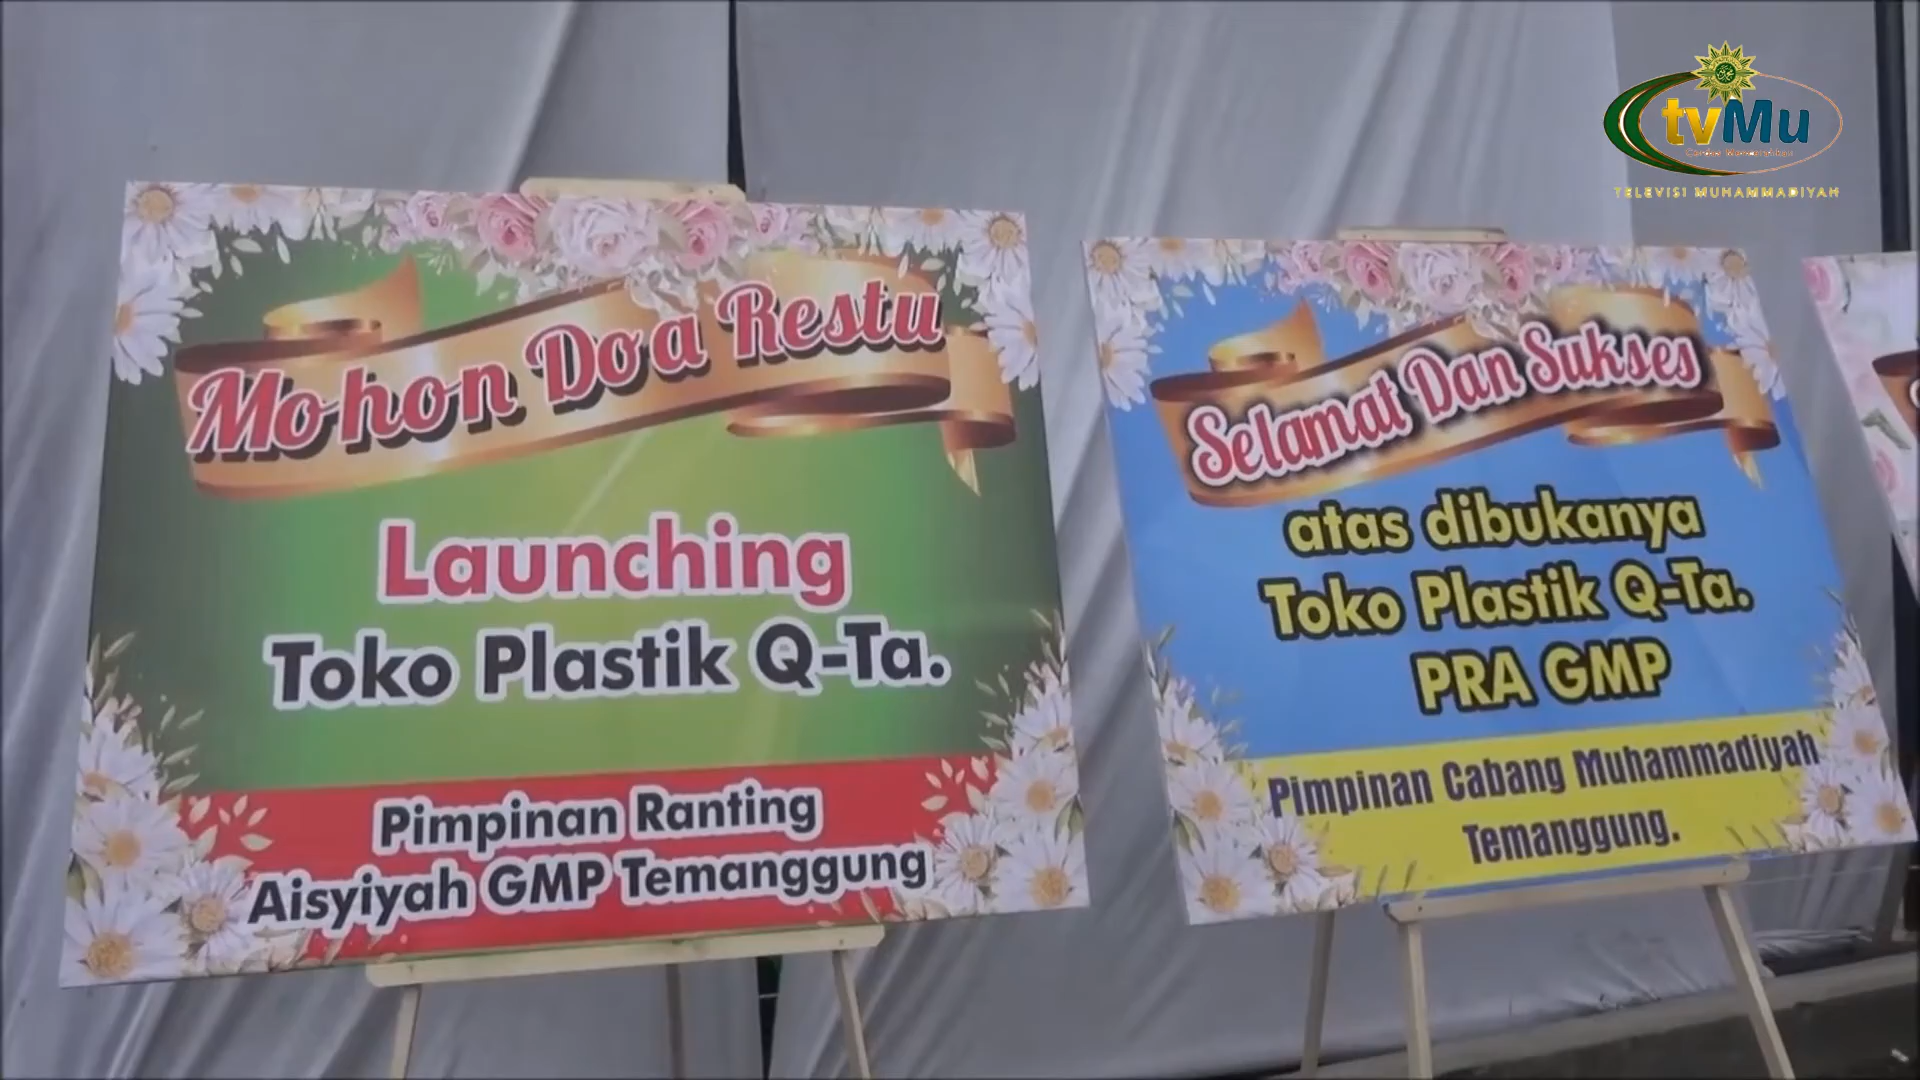 Mohon Doa Restu
Launching
Toko Plastik Q-Ta.
Pimpinan Ranting
Aisyiyah GMP Temanggung
Selamat Dan Sukses
atas dibukanya
Toko Plastik Q-Ta.
PRA GMP
Pimpinan Cabang Muhammadiyah
Temanggung.
tvMu
TELEVISI MUHAMMADIYAH